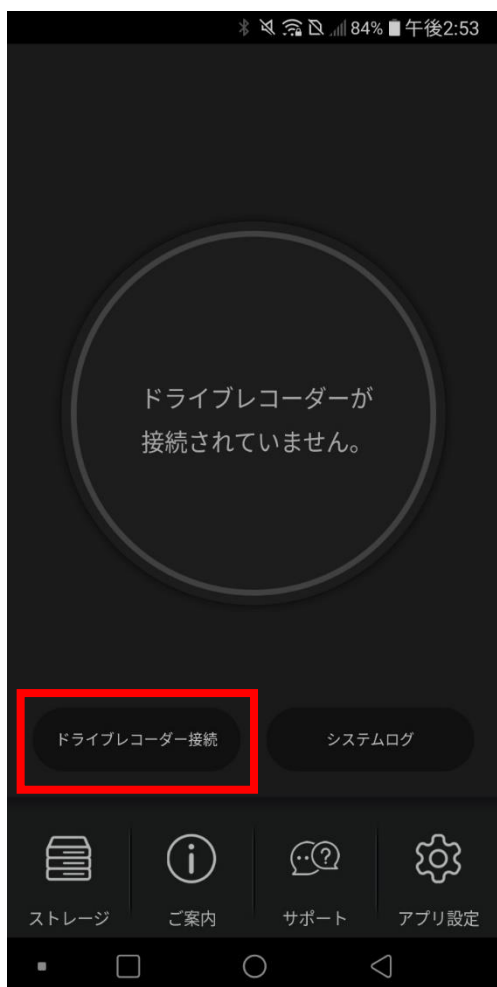 84% 午後2:53
ドライブレコーダーが
接続されていません。
ドライブレコーダー接続
システムログ
ストレージ
ご案内
サポート
アプリ設定